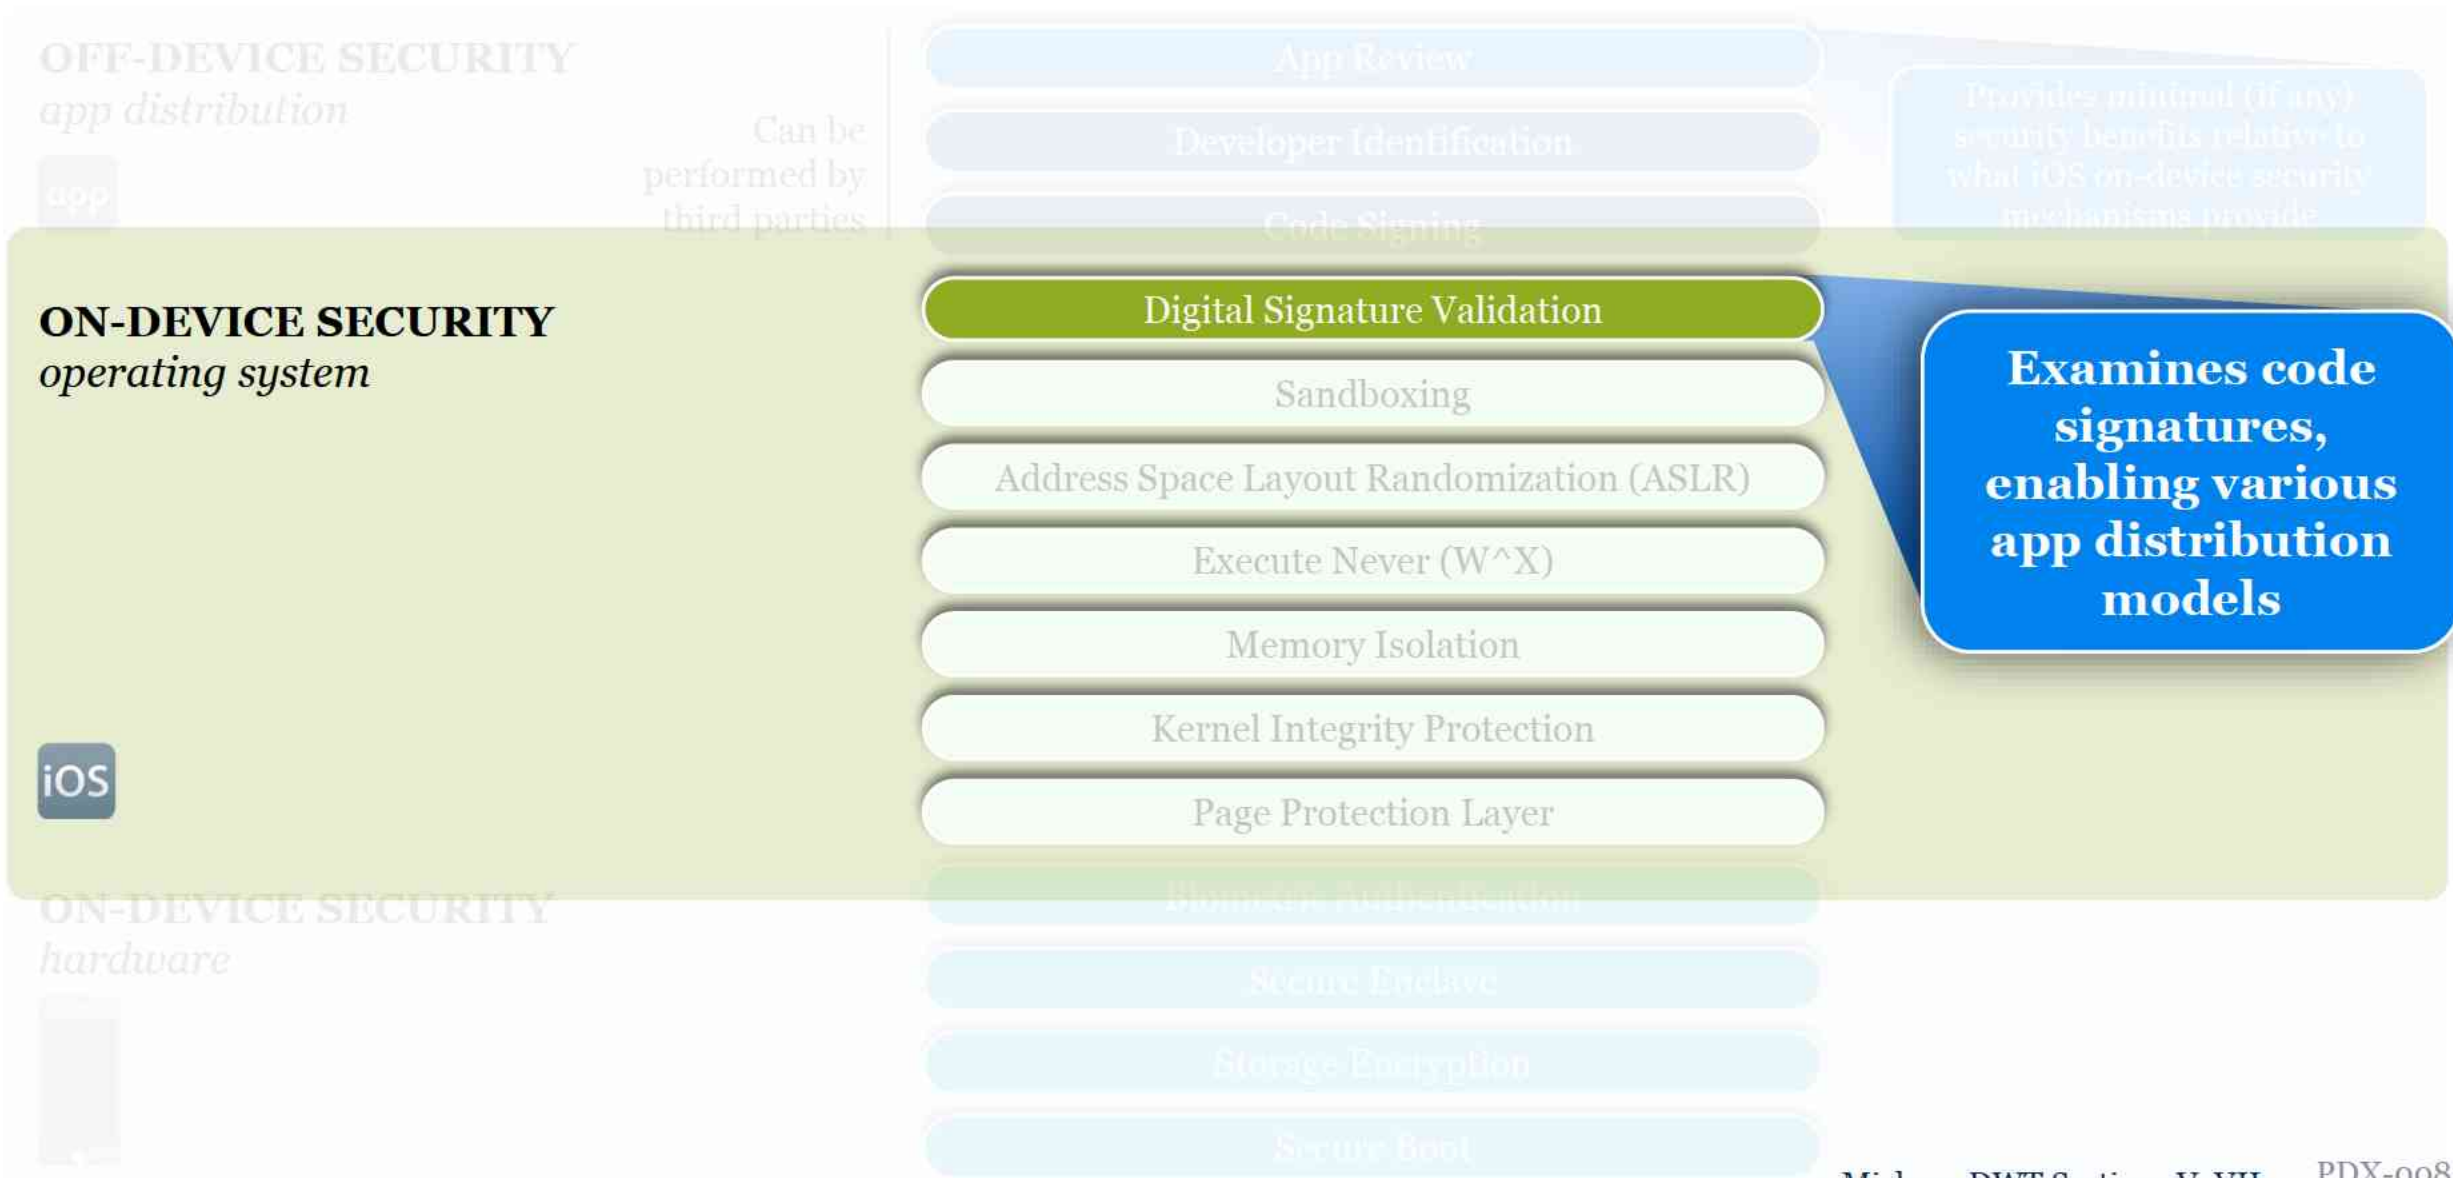 OFF-DEVICE SECURITY
app distribution
app
Can be
performed by
third parties
App Review
Developer Identification
Code Signing
Provides minimal (if any)
security benefits relative to
what iOS on-device security
mechanisms provide
ON-DEVICE SECURITY
operating system
iOS
Digital Signature Validation
Sandboxing
Address Space Layout Randomization (ASLR)
Execute Never (W^X)
Memory Isolation
Kernel Integrity Protection
Page Protection Layer
Examines code
signatures,
enabling various
app distribution
models
ON-DEVICE SECURITY
hardware
Biometric Authentication
Secure Enclave
Storage Encryption
Secure Boot
PDX-098